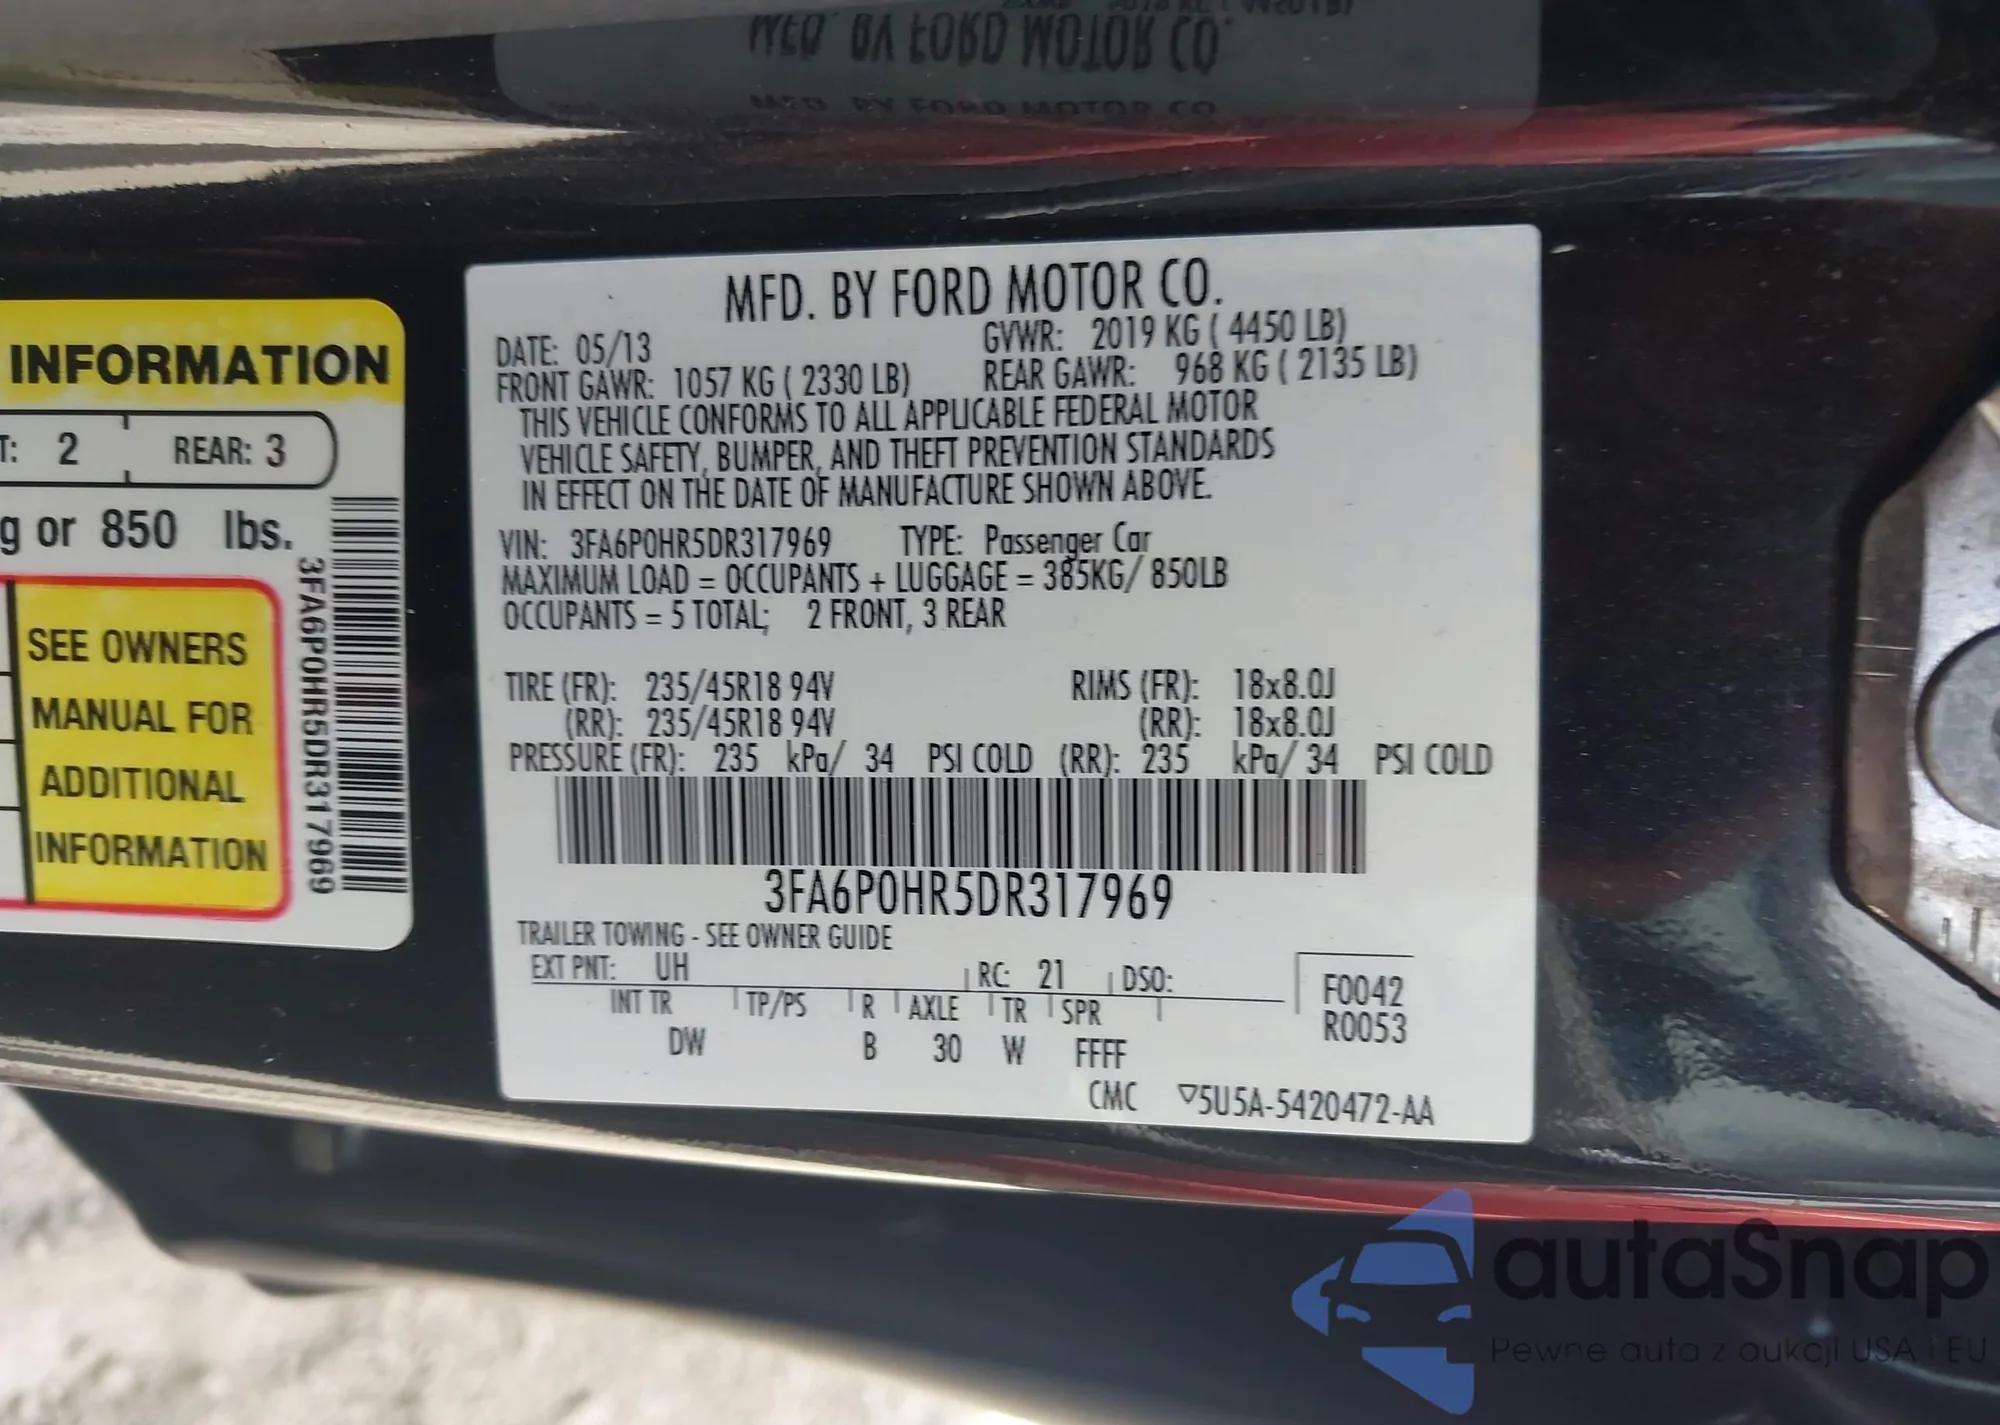 MFD. BY FORD MOTOR CO.
MFD. BY FORD MOTOR CO.
INFORMATION
T: 2 REAR: 3
g or 850 lbs.
SEE OWNERS
MANUAL FOR
ADDITIONAL
INFORMATION
3FA6P0HR5DR317969
MFD. BY FORD MOTOR CO.
DATE: 05/13 GVWR: 2019 KG ( 4450 LB)
FRONT GAWR: 1057 KG ( 2330 LB) REAR GAWR: 968 KG ( 2135 LB)
THIS VEHICLE CONFORMS TO ALL APPLICABLE FEDERAL MOTOR
VEHICLE SAFETY, BUMPER, AND THEFT PREVENTION STANDARDS
IN EFFECT ON THE DATE OF MANUFACTURE SHOWN ABOVE.
VIN: 3FA6P0HR5DR317969 TYPE: Passenger Car
MAXIMUM LOAD = OCCUPANTS + LUGGAGE = 385KG/ 850LB
OCCUPANTS = 5 TOTAL; 2 FRONT, 3 REAR
TIRE (FR): 235/45R18 94V RIMS (FR): 18x8.0J
(RR): 235/45R18 94V (RR): 18x8.0J
PRESSURE (FR): 235 kPa/ 34 PSI COLD (RR): 235 kPa/ 34 PSI COLD
3FA6P0HR5DR317969
TRAILER TOWING - SEE OWNER GUIDE
EXT PNT: UH RC: 21 DSO:
INT TR TP/PS R AXLE TR SPR
DW B 30 W FFFF
F0042
R0053
CMC ▽5U5A-5420472-AA
autaSnap
Pewne auta z aukcji USA i EU